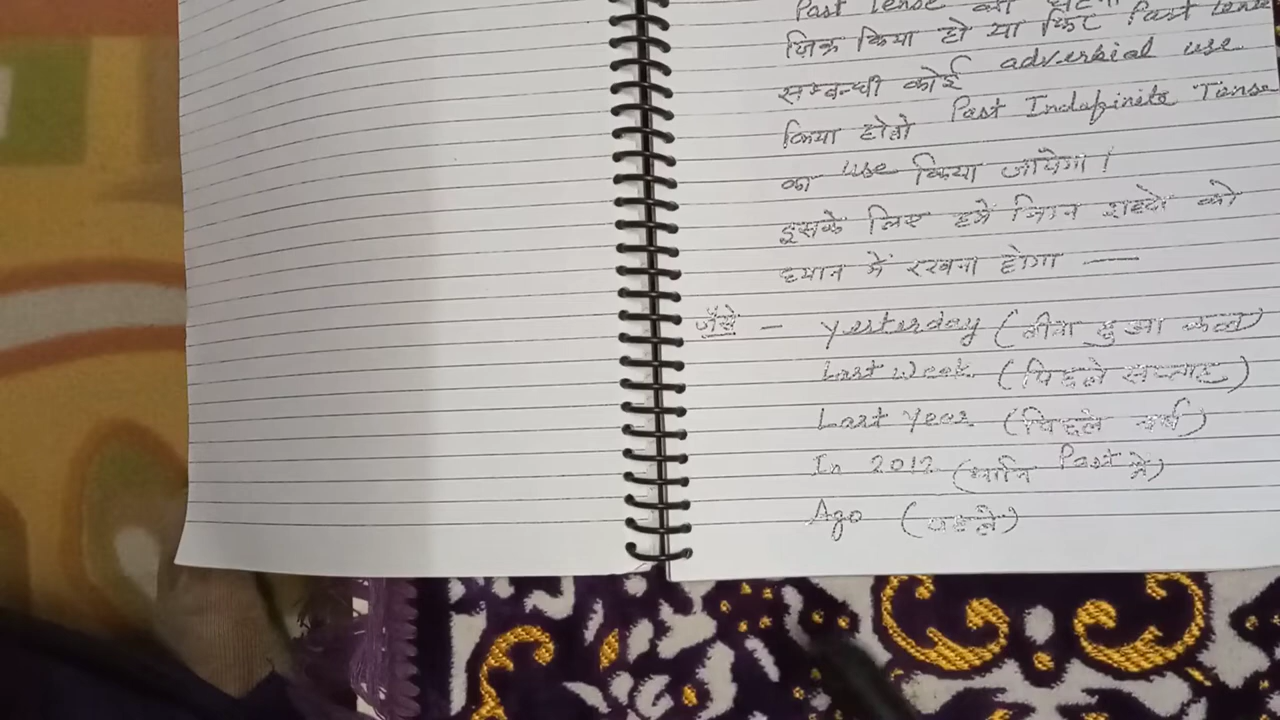 Past Tense की घटना
जिक्र किया हो या फिर Past tense
सम्बन्धी कोई adverbial use
किया होतो Past Indefinite Tense
का use किया जायेगा।
इसके लिए हमें निम्न शब्दों को
ध्यान में रखना होगा —
जैसे — yesterday (बीता हुआ कल)
Last week (पिछले सप्ताह)
Last year (पिछले वर्ष)
In 2012 (यानि Past में)
Ago (पहले)